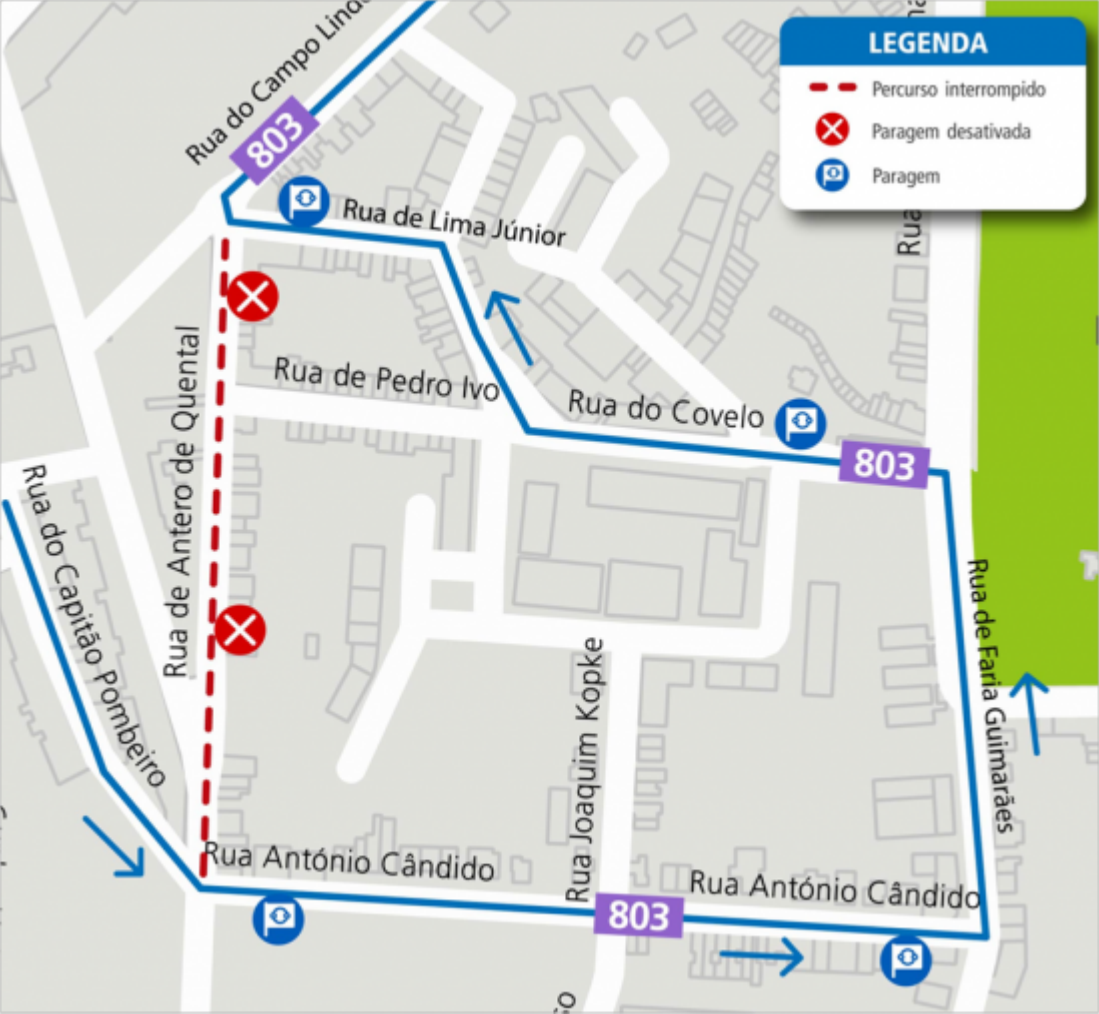 LEGENDA
Percurso interrompido
Paragem desativada
Paragem
Rua do Campo Lindo
803
Rua de Lima Júnior
Rua
Rua de Antero de Quental
Rua de Pedro Ivo
Rua do Covelo
803
Rua do Capitão Pombeiro
Rua de Faria Guimarães
Rua Joaquim Kopke
Rua António Cândido
Rua António Cândido
803